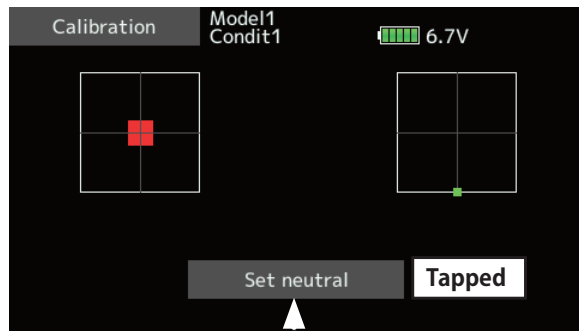 Calibration
Model1
Condit1
6.7V
Set neutral
Tapped